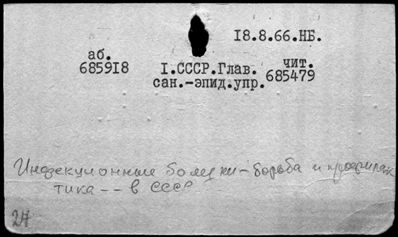 18.8.66.НБ.
аб. чит.
685918 I.СССР.Глав. 685479
сан.-эпид.упр.
Инфекционные болезни-борьба и профилак
тика -- в СССР
24